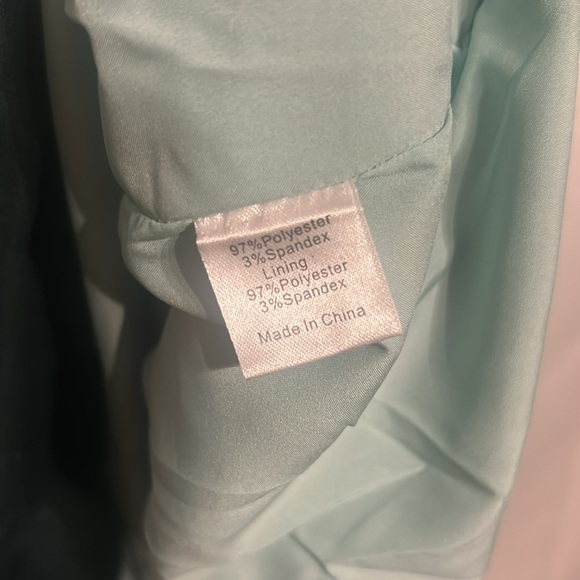 97%Polyester
3%Spandex
Lining
97%Polyester
3%Spandex
Made In China